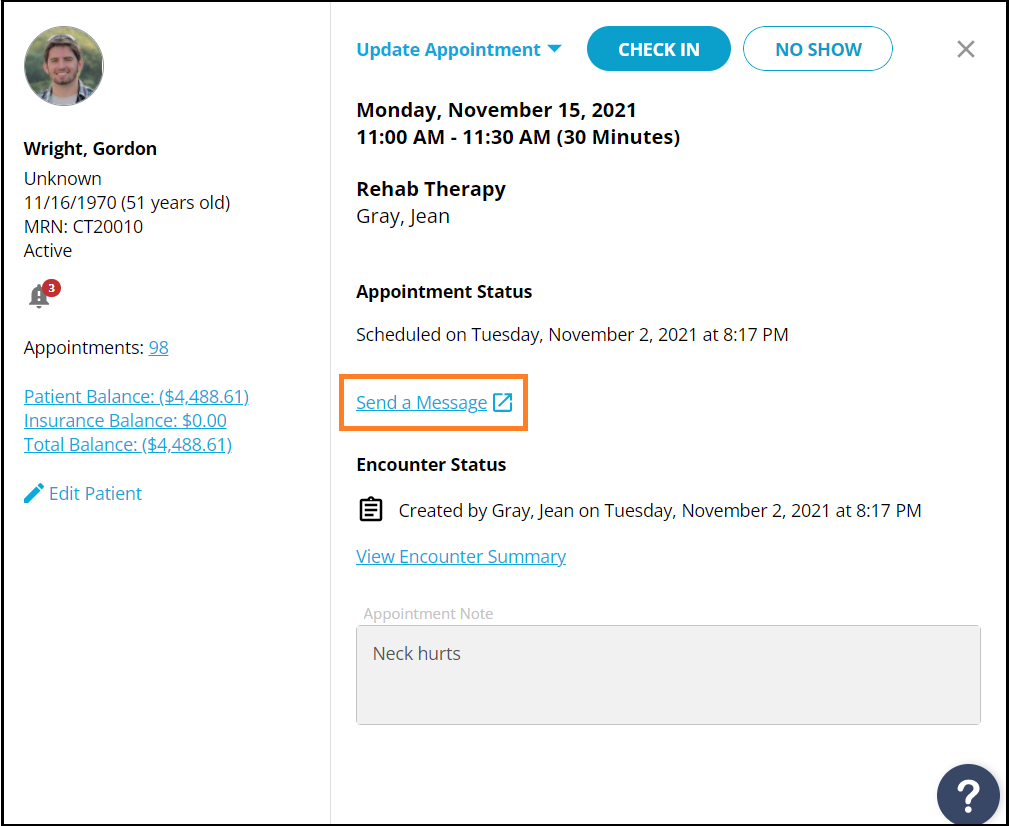 Wright, Gordon
Unknown
11/16/1970 (51 years old)
MRN: CT20010
Active
3
Appointments: 98
Patient Balance: ($4,488.61)
Insurance Balance: $0.00
Total Balance: ($4,488.61)
Edit Patient
Update Appointment CHECK IN NO SHOW
Monday, November 15, 2021
11:00 AM - 11:30 AM (30 Minutes)
Rehab Therapy
Gray, Jean
Appointment Status
Scheduled on Tuesday, November 2, 2021 at 8:17 PM
Send a Message
Encounter Status
Created by Gray, Jean on Tuesday, November 2, 2021 at 8:17 PM
View Encounter Summary
Appointment Note
Neck hurts
?